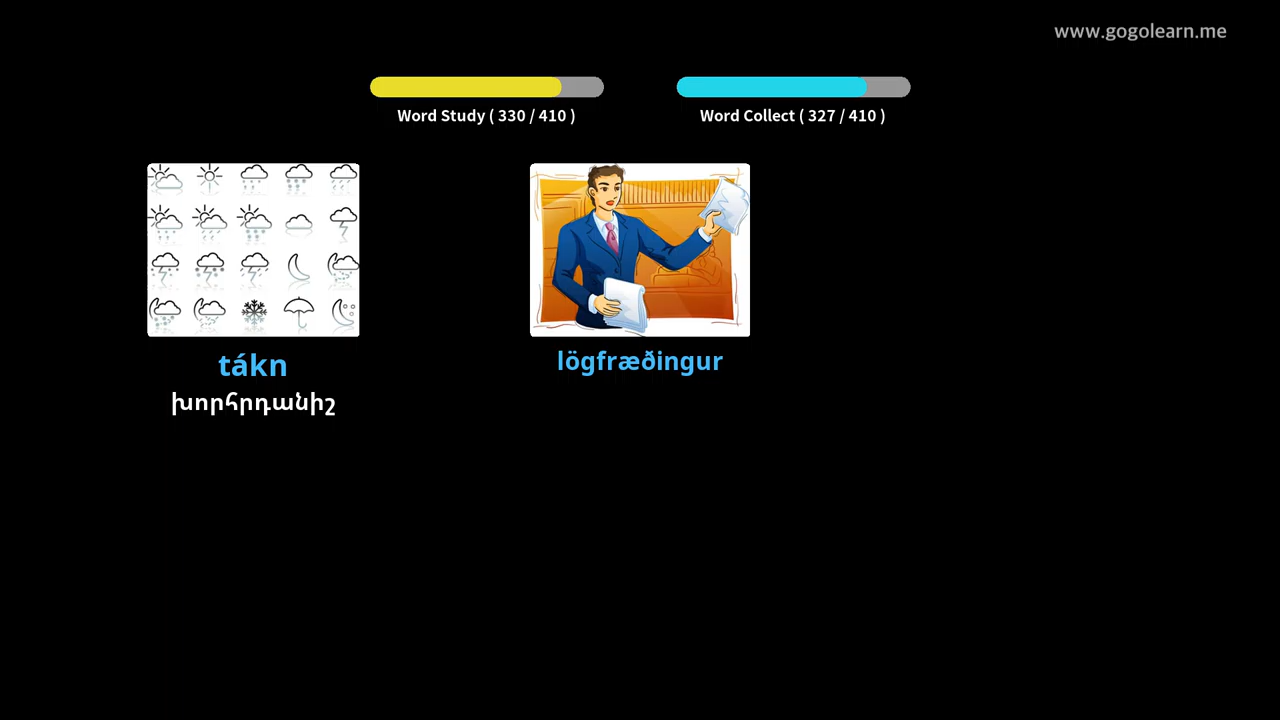 www.gogolearn.me
Word Study ( 330 / 410 )
Word Collect ( 327 / 410 )
tákn
խորհրդանիշ
lögfræðingur